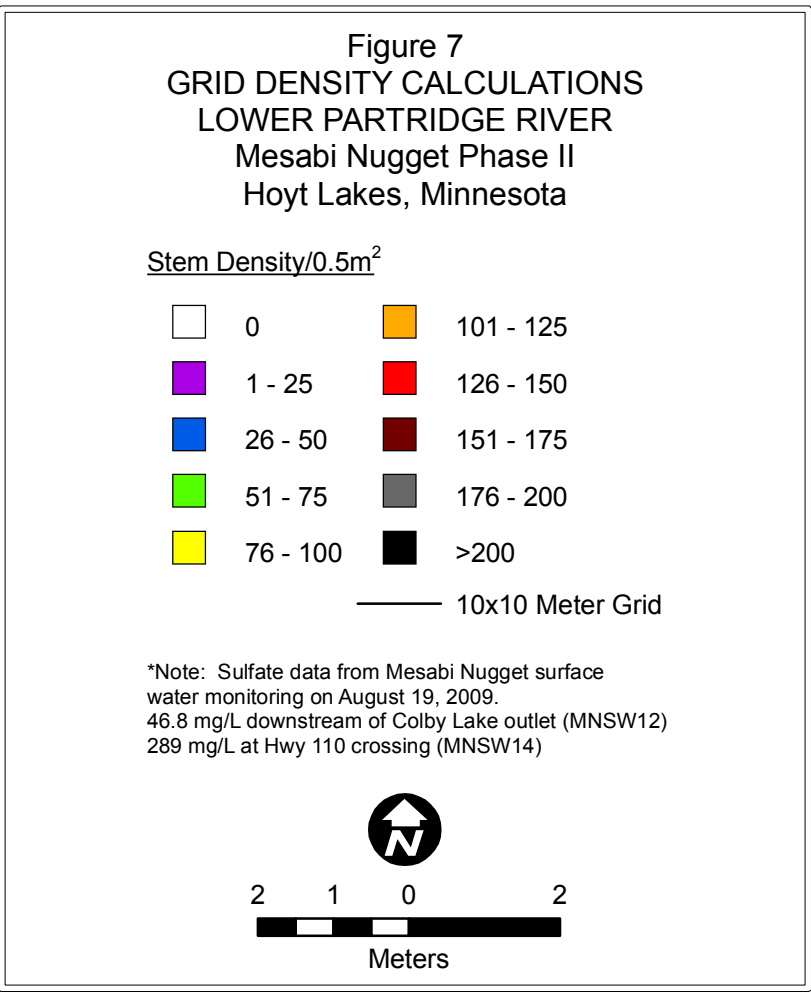 Figure 7
GRID DENSITY CALCULATIONS
LOWER PARTRIDGE RIVER
Mesabi Nugget Phase II
Hoyt Lakes, Minnesota
Stem Density/0.5m²
0
1 - 25
26 - 50
51 - 75
76 - 100
101 - 125
126 - 150
151 - 175
176 - 200
>200
10x10 Meter Grid
*Note: Sulfate data from Mesabi Nugget surface
water monitoring on August 19, 2009.
46.8 mg/L downstream of Colby Lake outlet (MNSW12)
289 mg/L at Hwy 110 crossing (MNSW14)
N
2 1 0 2
Meters